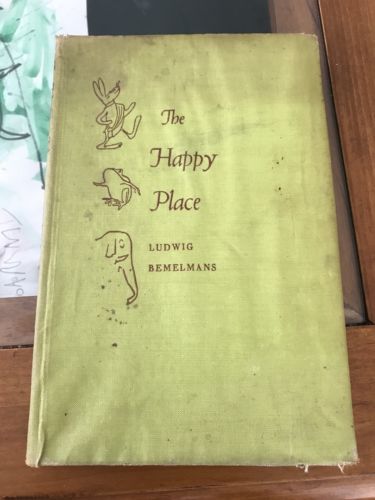 The
Happy
Place
LUDWIG
BEMELMANS